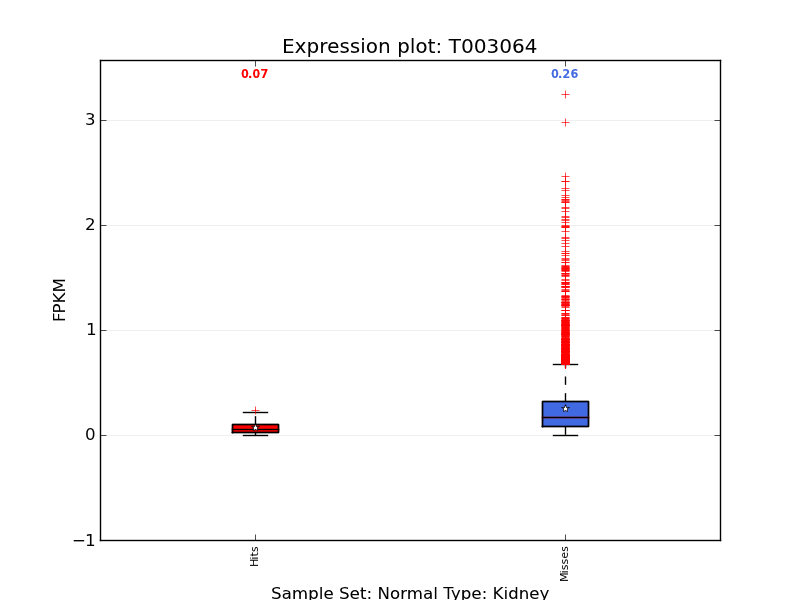 Expression plot: T003064
0.07
0.26
3
2
1
0
−1
FPKM
Hits
Misses
Sample Set: Normal Type: Kidney